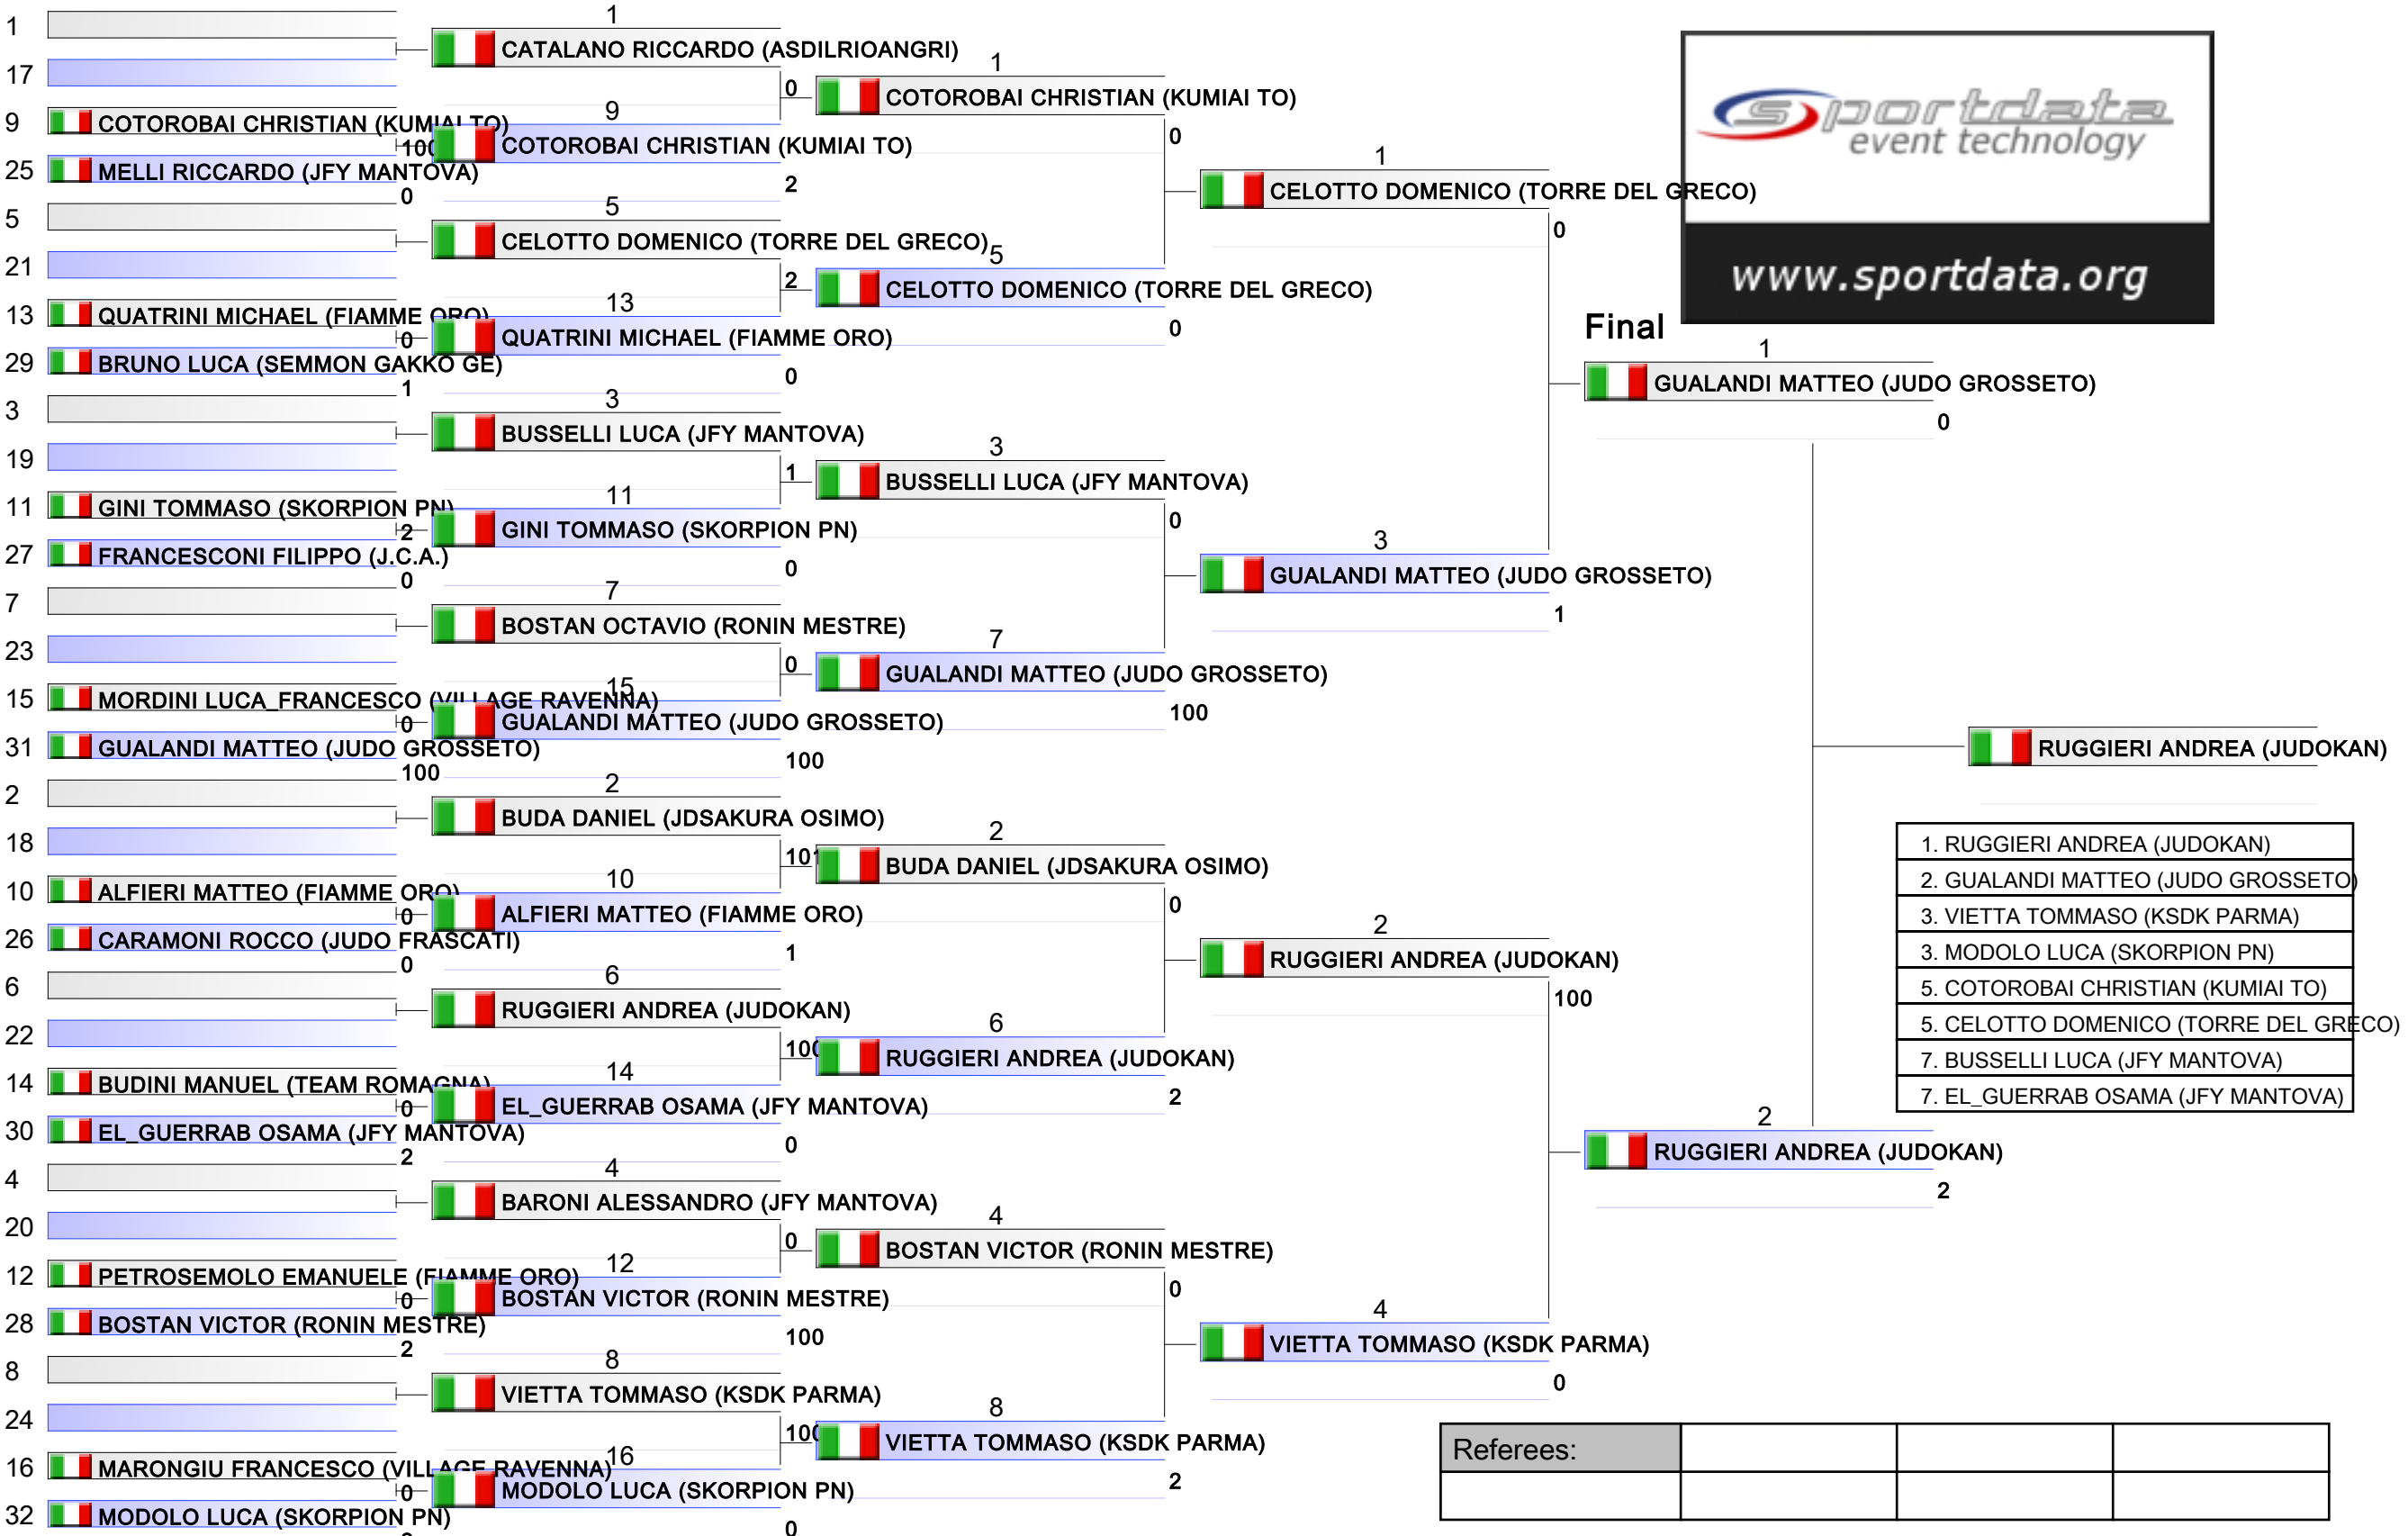 1
17
9 COTOROBAI CHRISTIAN (KUMIAI TO)
100
25 MELLI RICCARDO (JFY MANTOVA)
0
5
21
13 QUATRINI MICHAEL (FIAMME ORO)
0
29 BRUNO LUCA (SEMMON GAKKO GE)
1
3
19
11 GINI TOMMASO (SKORPION PN)
2
27 FRANCESCONI FILIPPO (J.C.A.)
0
7
23
15 MORDINI LUCA_FRANCESCO (VILLAGE RAVENNA)
0
31 GUALANDI MATTEO (JUDO GROSSETO)
100
2
18
10 ALFIERI MATTEO (FIAMME ORO)
0
26 CARAMONI ROCCO (JUDO FRASCATI)
0
6
22
14 BUDINI MANUEL (TEAM ROMAGNA)
0
30 EL_GUERRAB OSAMA (JFY MANTOVA)
2
4
20
12 PETROSEMOLO EMANUELE (FIAMME ORO)
0
28 BOSTAN VICTOR (RONIN MESTRE)
2
8
24
16 MARONGIU FRANCESCO (VILLAGE RAVENNA)
0
32 MODOLO LUCA (SKORPION PN)
1
CATALANO RICCARDO (ASDILRIOANGRI)
0
9
COTOROBAI CHRISTIAN (KUMIAI TO)
2
5
CELOTTO DOMENICO (TORRE DEL GRECO)
2
13
QUATRINI MICHAEL (FIAMME ORO)
0
3
BUSSELLI LUCA (JFY MANTOVA)
1
11
GINI TOMMASO (SKORPION PN)
0
7
BOSTAN OCTAVIO (RONIN MESTRE)
0
15
GUALANDI MATTEO (JUDO GROSSETO)
100
2
BUDA DANIEL (JDSAKURA OSIMO)
101
10
ALFIERI MATTEO (FIAMME ORO)
1
6
RUGGIERI ANDREA (JUDOKAN)
100
14
EL_GUERRAB OSAMA (JFY MANTOVA)
0
4
BARONI ALESSANDRO (JFY MANTOVA)
0
12
BOSTAN VICTOR (RONIN MESTRE)
100
8
VIETTA TOMMASO (KSDK PARMA)
100
16
MODOLO LUCA (SKORPION PN)
0
1
COTOROBAI CHRISTIAN (KUMIAI TO)
0
5
CELOTTO DOMENICO (TORRE DEL GRECO)
0
3
BUSSELLI LUCA (JFY MANTOVA)
0
7
GUALANDI MATTEO (JUDO GROSSETO)
100
2
BUDA DANIEL (JDSAKURA OSIMO)
0
6
RUGGIERI ANDREA (JUDOKAN)
2
4
BOSTAN VICTOR (RONIN MESTRE)
0
8
VIETTA TOMMASO (KSDK PARMA)
2
1
CELOTTO DOMENICO (TORRE DEL GRECO)
0
3
GUALANDI MATTEO (JUDO GROSSETO)
1
2
RUGGIERI ANDREA (JUDOKAN)
100
4
VIETTA TOMMASO (KSDK PARMA)
0
sportdata
event technology
www.sportdata.org
Final
1
GUALANDI MATTEO (JUDO GROSSETO)
0
2
RUGGIERI ANDREA (JUDOKAN)
2
RUGGIERI ANDREA (JUDOKAN)
1. RUGGIERI ANDREA (JUDOKAN)
2. GUALANDI MATTEO (JUDO GROSSETO)
3. VIETTA TOMMASO (KSDK PARMA)
3. MODOLO LUCA (SKORPION PN)
5. COTOROBAI CHRISTIAN (KUMIAI TO)
5. CELOTTO DOMENICO (TORRE DEL GRECO)
7. BUSSELLI LUCA (JFY MANTOVA)
7. EL_GUERRAB OSAMA (JFY MANTOVA)
Referees: